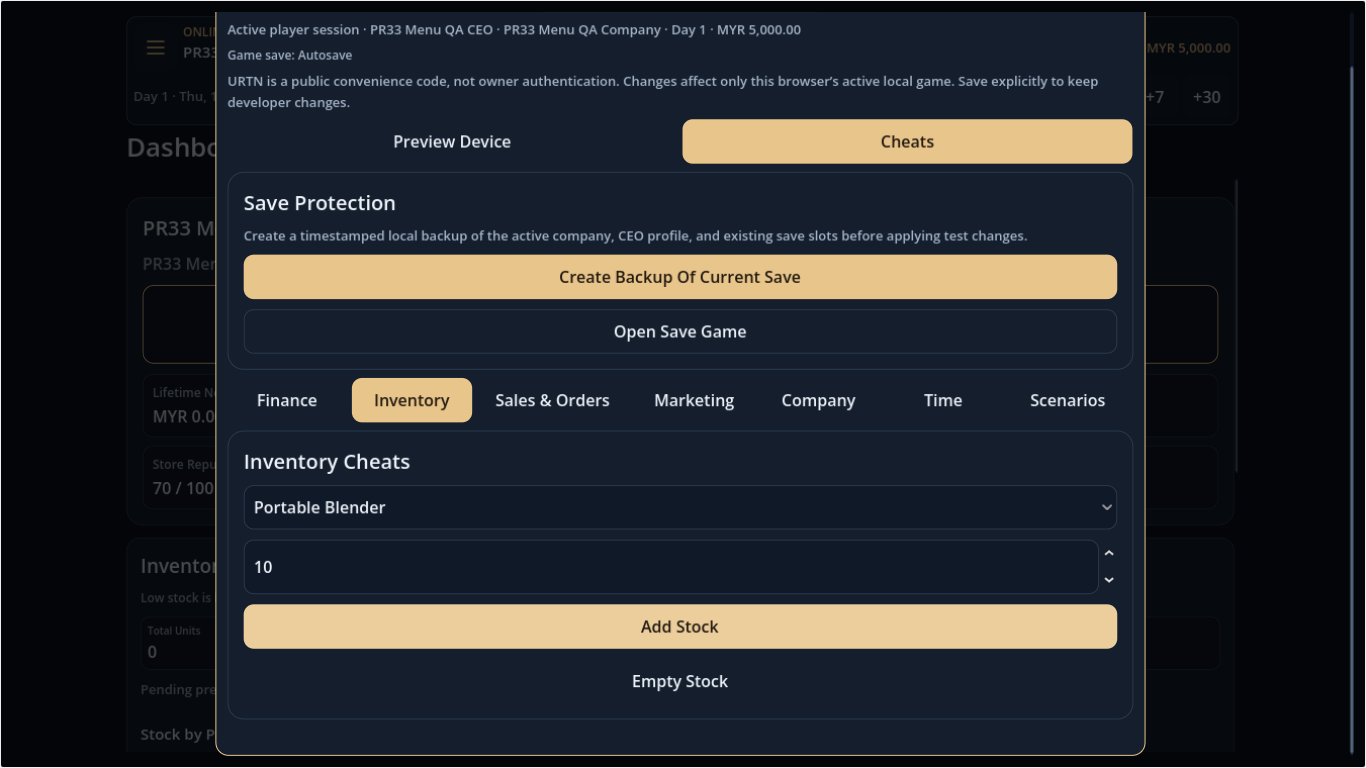 Active player session · PR33 Menu QA CEO · PR33 Menu QA Company · Day 1 · MYR 5,000.00
Game save: Autosave
URTN is a public convenience code, not owner authentication. Changes affect only this browser's active local game. Save explicitly to keep
developer changes.
ONLI
PR33
MYR 5,000.00
Day 1 · Thu, 1
+7
+30
Preview Device
Cheats
Dashbo
Save Protection
Create a timestamped local backup of the active company, CEO profile, and existing save slots before applying test changes.
PR33 M
PR33 Mer
Create Backup Of Current Save
Open Save Game
Lifetime Ne
MYR 0.0
Finance
Inventory
Sales & Orders
Marketing
Company
Time
Scenarios
Store Repu
70 / 100
Inventory Cheats
Portable Blender
10
Add Stock
Empty Stock
Inventor
Low stock is
Total Units
0
Pending pre
Stock by P